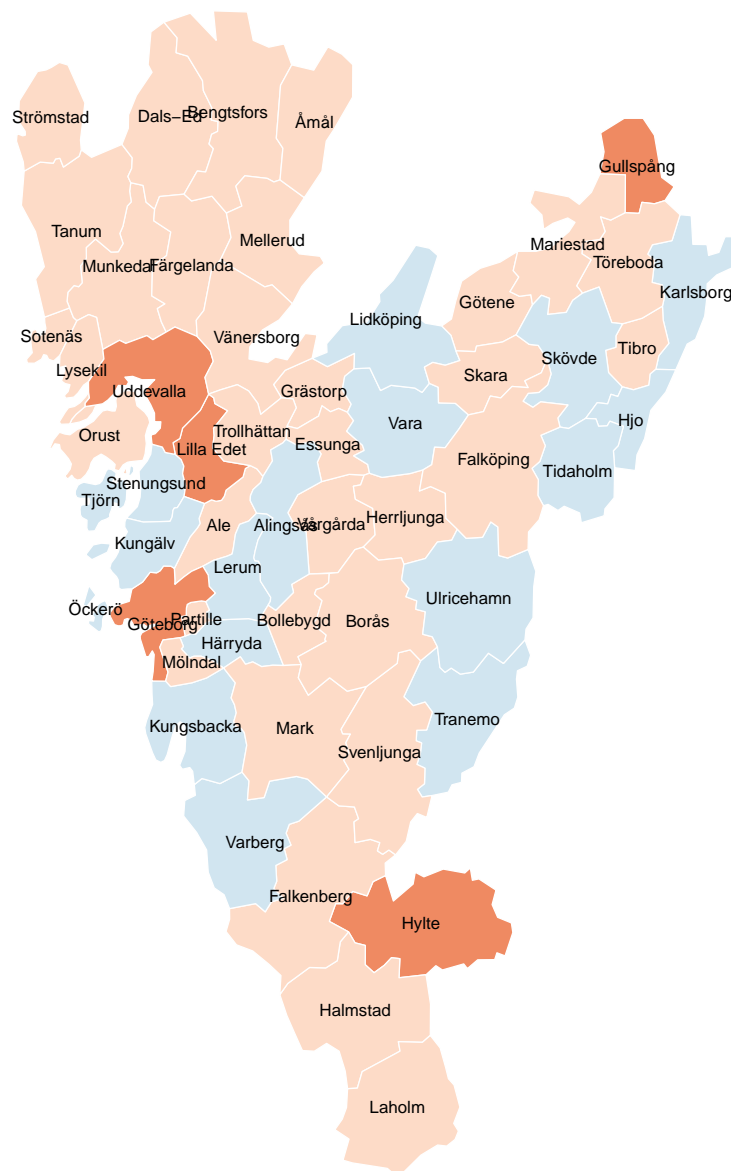 Bengtsfors
Strömstad
Dals−Ed
Åmål
Gullspång
Tanum
Mellerud
Mariestad
Munkedal
Färgelanda
Töreboda
Karlsborg
Götene
Lidköping
Sotenäs
Vänersborg
Skövde
Tibro
Lysekil
Skara
Uddevalla
Grästorp
Hjo
Vara
Orust
Trollhättan
Lilla Edet
Essunga
Falköping
Tidaholm
Stenungsund
Tjörn
Herrljunga
Ale
Alingsås
Vårgårda
Kungälv
Lerum
Ulricehamn
Öckerö
Partille
Göteborg
Bollebygd
Borås
Härryda
Mölndal
Kungsbacka
Mark
Tranemo
Svenljunga
Varberg
Falkenberg
Hylte
Halmstad
Laholm